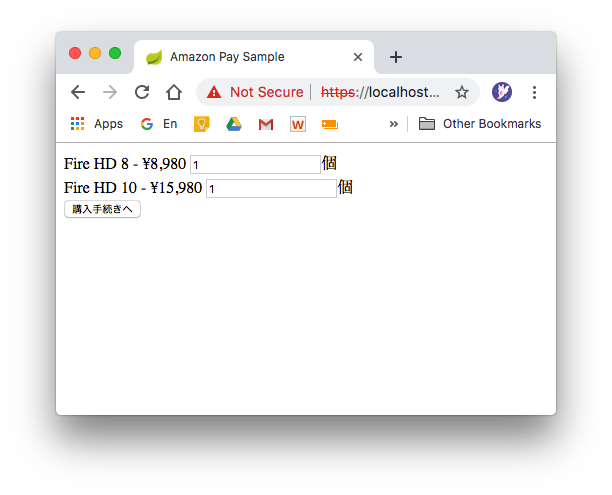 Amazon Pay Sample
Not Secure https://localhost...
Apps G En M W » Other Bookmarks
Fire HD 8 - ¥8,980 1 個
Fire HD 10 - ¥15,980 1 個
購入手続きへ